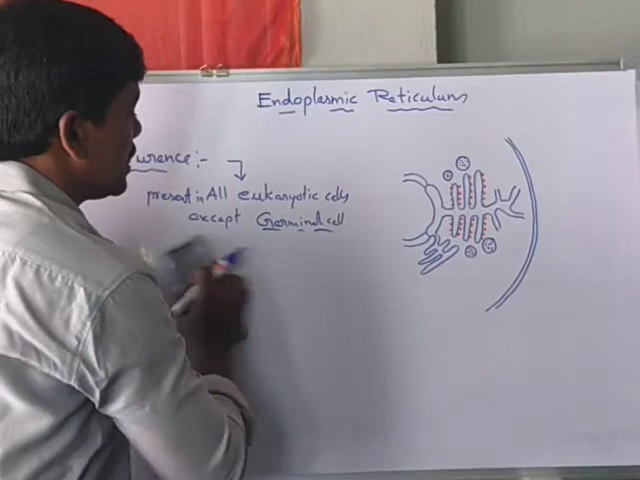 Endoplasmic Reticulum
urence :-
present in All eukaryotic cells
except Germinal cell